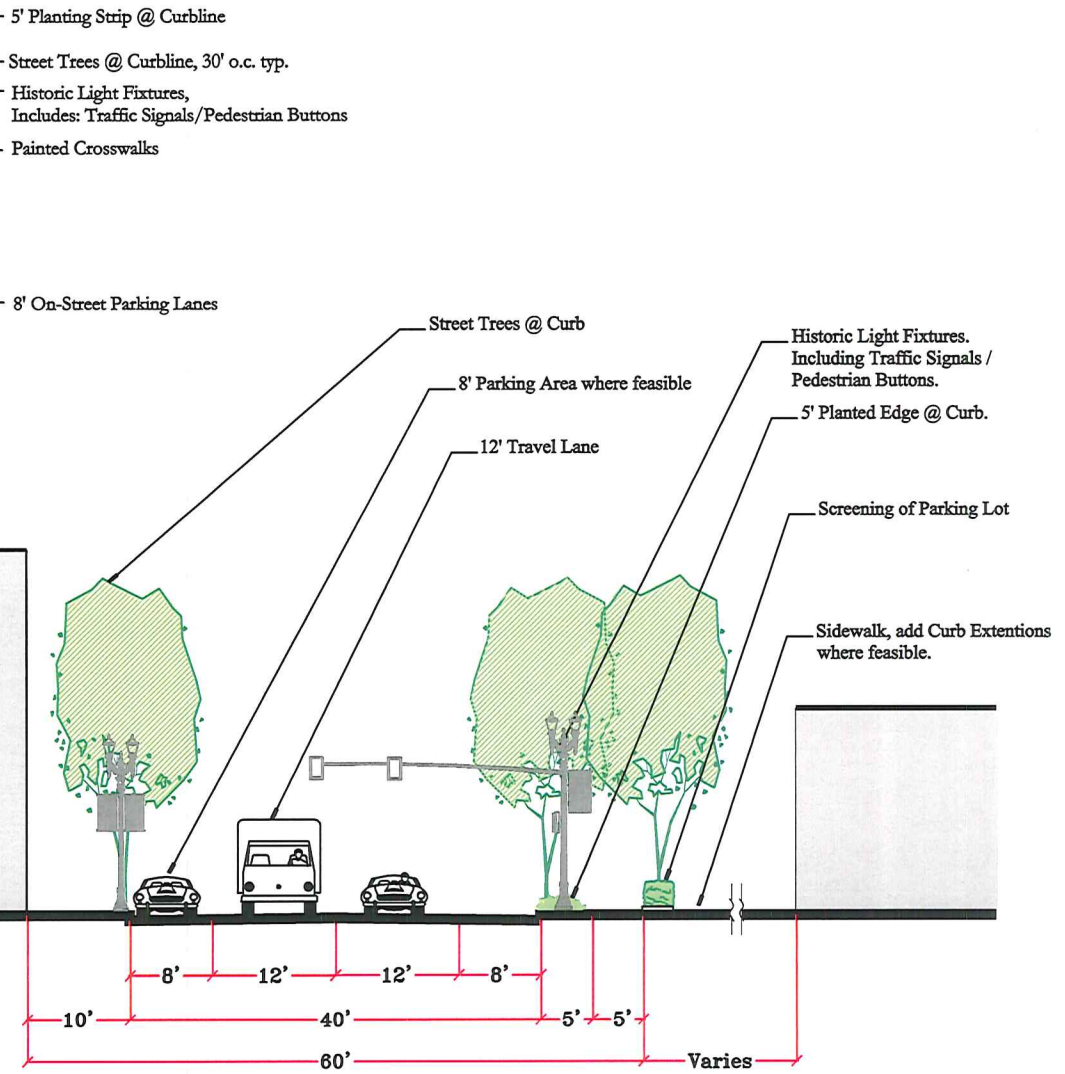 5' Planting Strip @ Curbline
Street Trees @ Curbline, 30' o.c. typ.
Historic Light Fixtures,
Includes: Traffic Signals/Pedestrian Buttons
Painted Crosswalks
8' On-Street Parking Lanes
Street Trees @ Curb
8' Parking Area where feasible
12' Travel Lane
Historic Light Fixtures.
Including Traffic Signals /
Pedestrian Buttons.
5' Planted Edge @ Curb.
Screening of Parking Lot
Sidewalk, add Curb Extentions
where feasible.
8' 12' 12' 8'
10' 40' 5' 5'
60' Varies